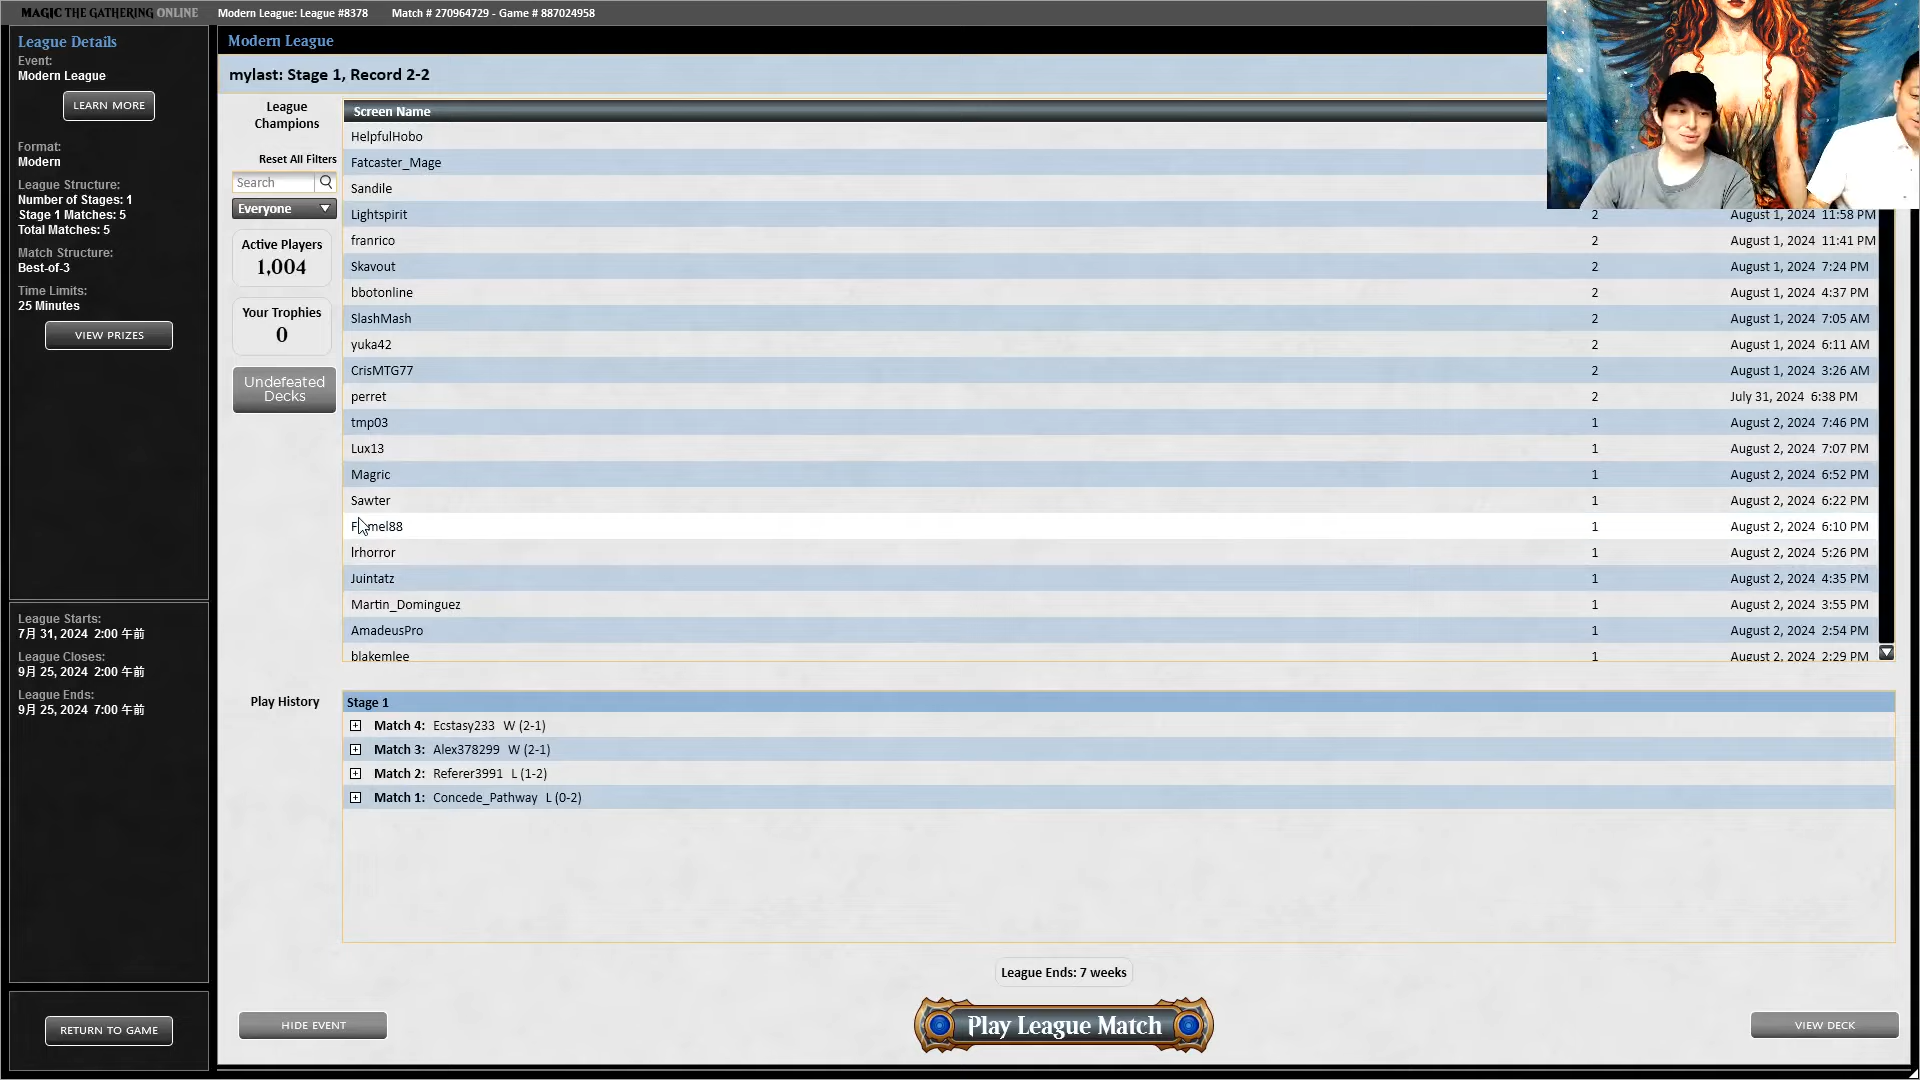 MAGIC THE GATHERING ONLINE
Modern League: League #8378
Match # 270964729 - Game # 887024958
League Details
Event:
Modern League
LEARN MORE
Format:
Modern
League Structure:
Number of Stages: 1
Stage 1 Matches: 5
Total Matches: 5
Match Structure:
Best-of-3
Time Limits:
25 Minutes
VIEW PRIZES
League Starts:
7月 31, 2024 2:00 午前
League Closes:
9月 25, 2024 2:00 午前
League Ends:
9月 25, 2024 7:00 午前
RETURN TO GAME
Modern League
mylast: Stage 1, Record 2-2
League
Champions
Reset All Filters
Search
Everyone
Active Players
1,004
Your Trophies
0
Undefeated
Decks
Screen Name
HelpfulHobo
Fatcaster_Mage
Sandile
Lightspirit 2 August 1, 2024 11:58 PM
franrico 2 August 1, 2024 11:41 PM
Skavout 2 August 1, 2024 7:24 PM
bbotonline 2 August 1, 2024 4:37 PM
SlashMash 2 August 1, 2024 7:05 AM
yuka42 2 August 1, 2024 6:11 AM
CrisMTG77 2 August 1, 2024 3:26 AM
perret 2 July 31, 2024 6:38 PM
tmp03 1 August 2, 2024 7:46 PM
Lux13 1 August 2, 2024 7:07 PM
Magric 1 August 2, 2024 6:52 PM
Sawter 1 August 2, 2024 6:22 PM
1 August 2, 2024 6:10 PM
lrhorror 1 August 2, 2024 5:26 PM
Juintatz 1 August 2, 2024 4:35 PM
Martin_Dominguez 1 August 2, 2024 3:55 PM
AmadeusPro 1 August 2, 2024 2:54 PM
blakemlee 1 August 2, 2024 2:29 PM
Play History
Stage 1
Match 4: Ecstasy233 W (2-1)
Match 3: Alex378299 W (2-1)
Match 2: Referer3991 L (1-2)
Match 1: Concede_Pathway L (0-2)
League Ends: 7 weeks
HIDE EVENT
Play League Match
VIEW DECK